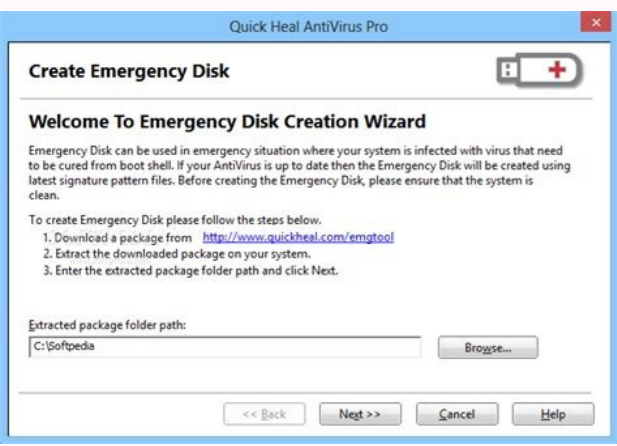 Quick Heal AntiVirus Pro
Create Emergency Disk
Welcome To Emergency Disk Creation Wizard
Emergency Disk can be used in emergency situation where your system is infected with virus that need
to be cured from boot shell. If your AntiVirus is up to date then the Emergency Disk will be created using
latest signature pattern files. Before creating the Emergency Disk, please ensure that the system is
clean.
To create Emergency Disk please follow the steps below.
1. Download a package from http://www.quickheal.com/emgtool
2. Extract the downloaded package on your system.
3. Enter the extracted package folder path and click Next.
Extracted package folder path:
C:\Softpedia
Browse...
<< Back
Next >>
Cancel
Help